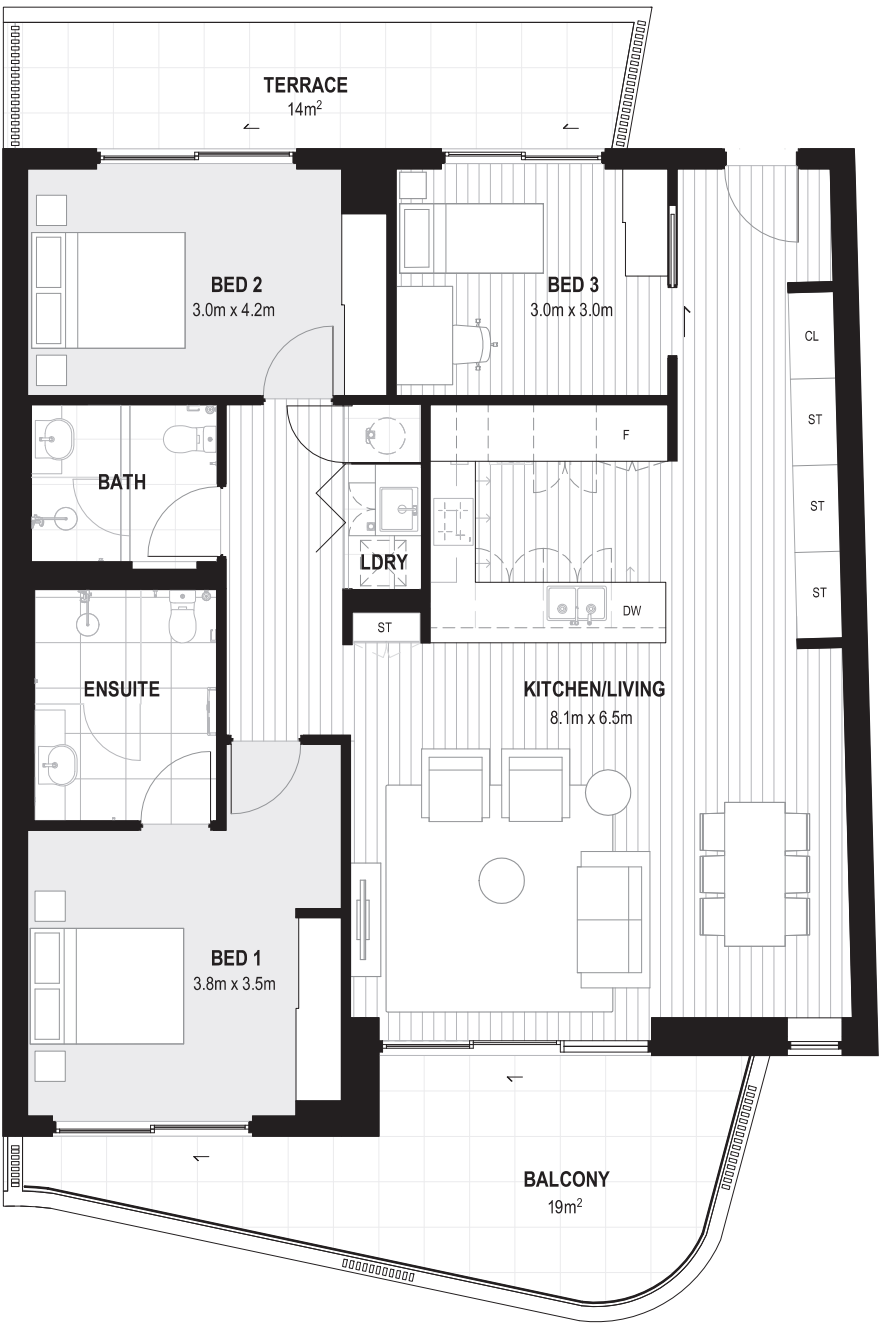 TERRACE
14m²
BED 2
3.0m x 4.2m
BED 3
3.0m x 3.0m
CL
ST
F
BATH
ST
LDRY
ST
DW
ST
ENSUITE
KITCHEN/LIVING
8.1m x 6.5m
BED 1
3.8m x 3.5m
BALCONY
19m²